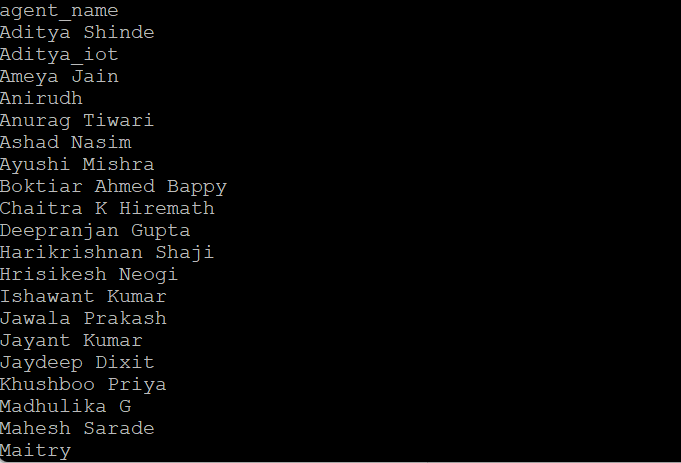 agent_name
Aditya Shinde
Aditya_iot
Ameya Jain
Anirudh
Anurag Tiwari
Ashad Nasim
Ayushi Mishra
Boktiar Ahmed Bappy
Chaitra K Hiremath
Deepranjan Gupta
Harikrishnan Shaji
Hrisikesh Neogi
Ishawant Kumar
Jawala Prakash
Jayant Kumar
Jaydeep Dixit
Khushboo Priya
Madhulika G
Mahesh Sarade
Maitry